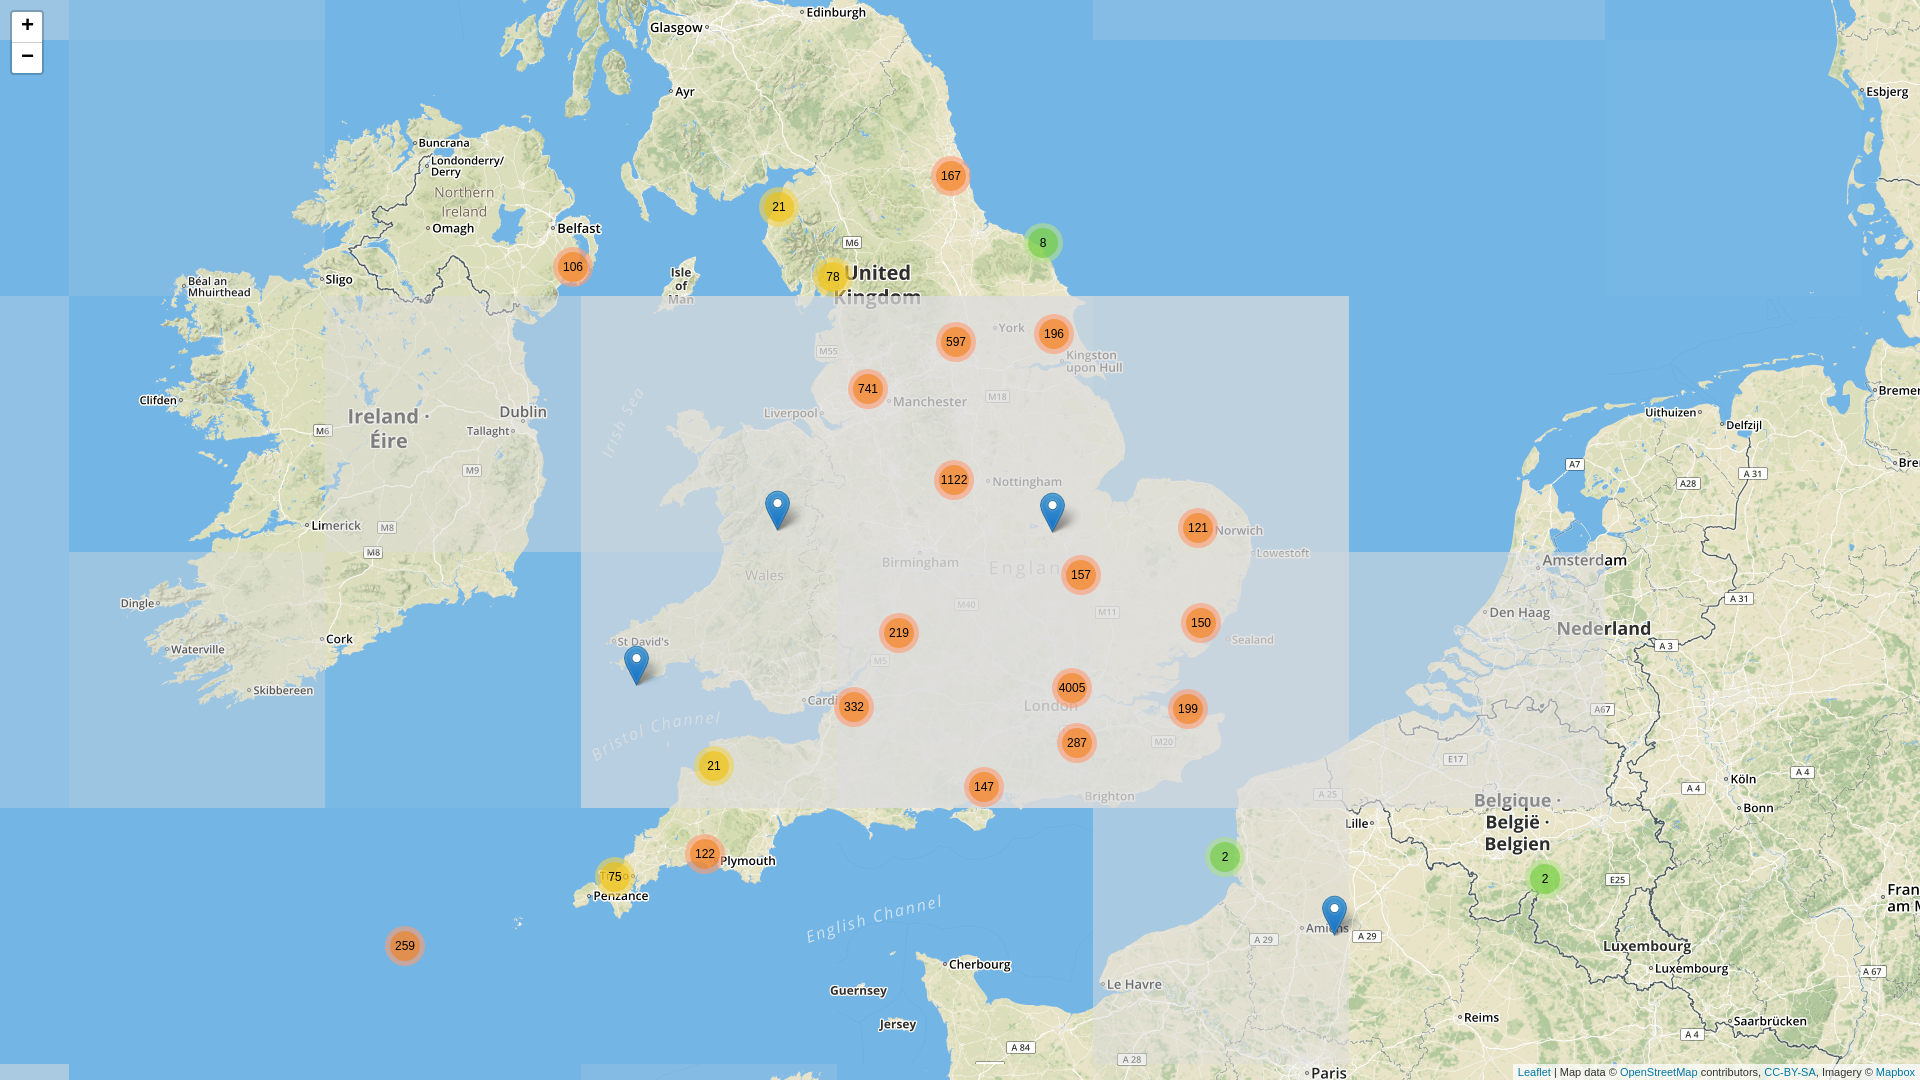 +
−
Glasgow
Edinburgh
Ayr
Esbjerg
Buncrana
Londonderry/
Derry
Northern
Ireland
Omagh
Belfast
167
21
8
M6
106
78
United
Kingdom
Isle
of
Man
Sligo
Béal an
Mhuirthead
York
196
597
M55
Kingston
upon Hull
741
Manchester
M18
Liverpool
Irish Sea
Clifden
Ireland ·
Éire
Dublin
Tallaght
M6
M9
Uithuizen
Delfzijl
Bremer
Bre
A7
A 31
A28
1122
Nottingham
Limerick
M8
M8
121
Norwich
Lowestoft
Birmingham
Englan
157
Wales
M40
M11
Amsterdam
A 31
Den Haag
Nederland
A 3
Dingle
Waterville
Cork
Skibbereen
St David's
219
M5
150
Sealand
4005
London
199
287
M20
Cardi
332
Bristol Channel
21
147
Brighton
A67
E17
A 25
Köln
Bonn
A 4
A 4
Belgique ·
België ·
Belgien
Lille
122
Plymouth
75
Penzance
2
2
E25
Fran
am M
Amiens
A 29
A 29
259
English Channel
Luxembourg
Luxembourg
A 67
Cherbourg
Le Havre
Guernsey
Jersey
Reims
Saarbrücken
A 4
A 84
A 28
Paris
Leaflet | Map data © OpenStreetMap contributors, CC-BY-SA, Imagery © Mapbox